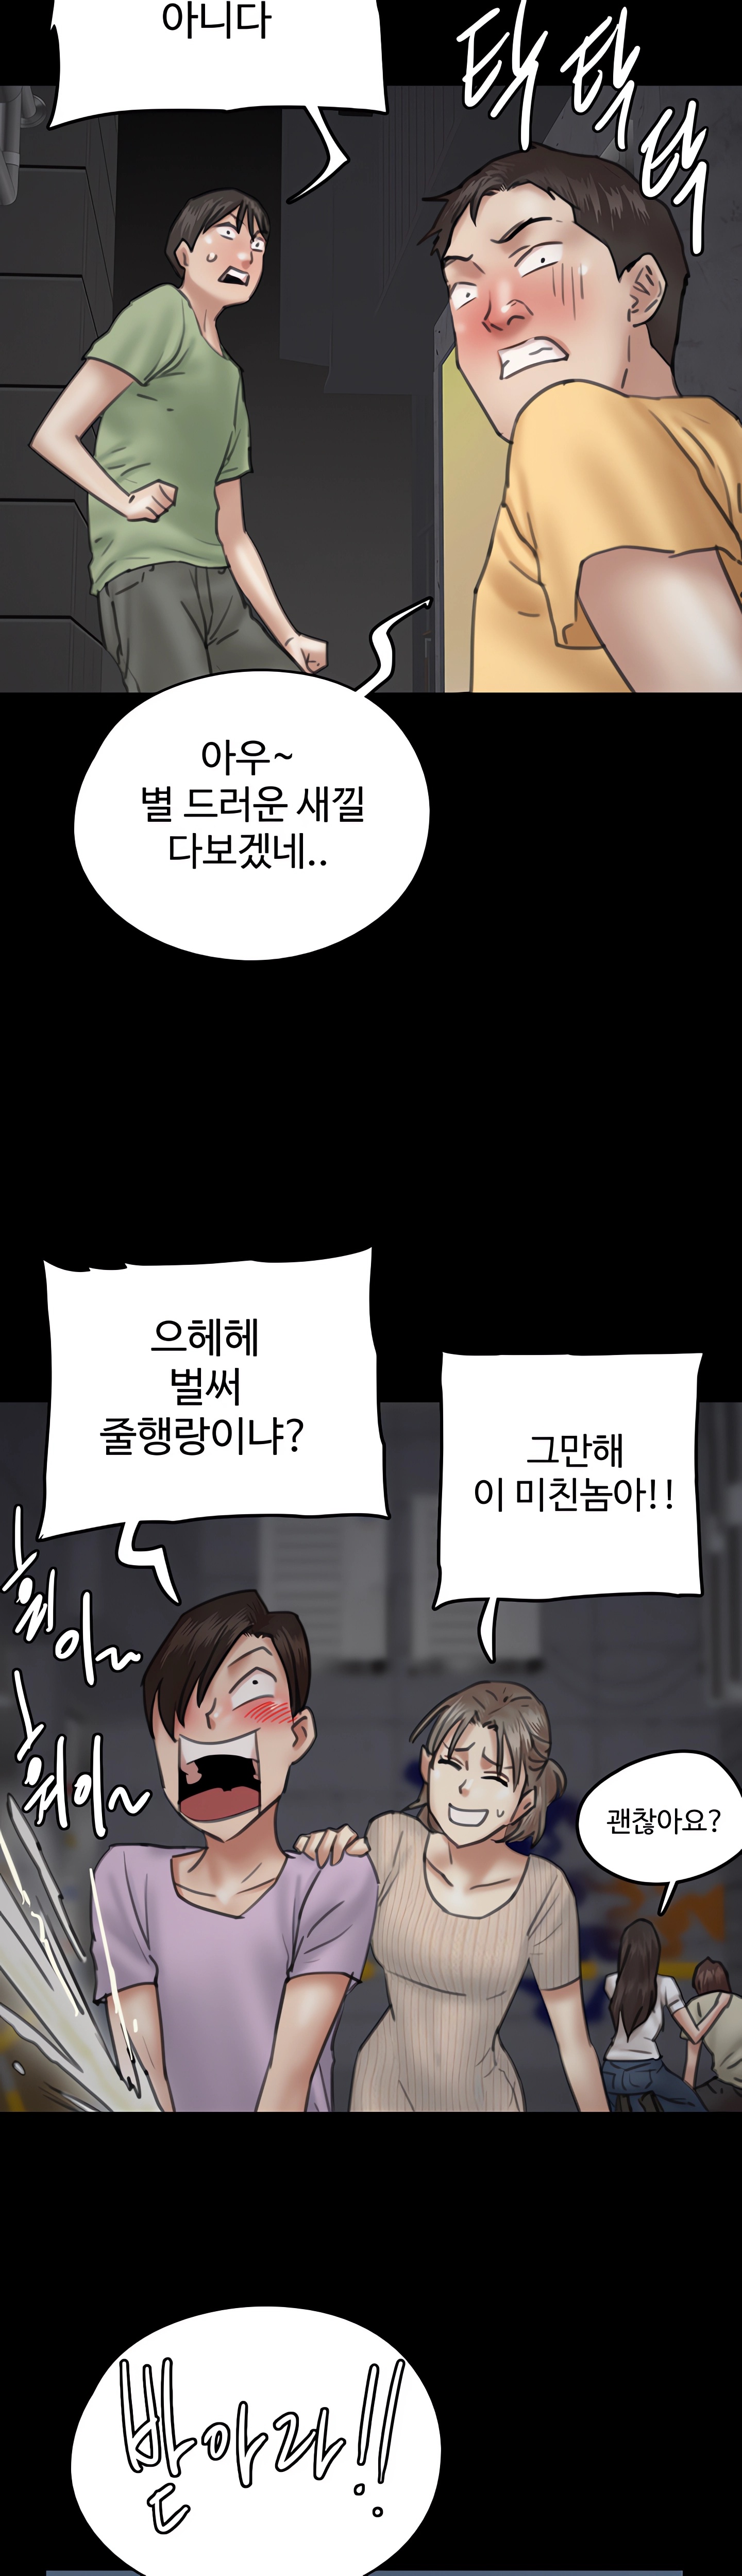 아니다
탁 탁
탁
아우~
별 드러운 새낄
다보겠네..
으헤헤
벌써
줄행랑이냐?
그만해
이 미친놈아!!
휘이~
휘이~
괜찮아요?
받아라!!